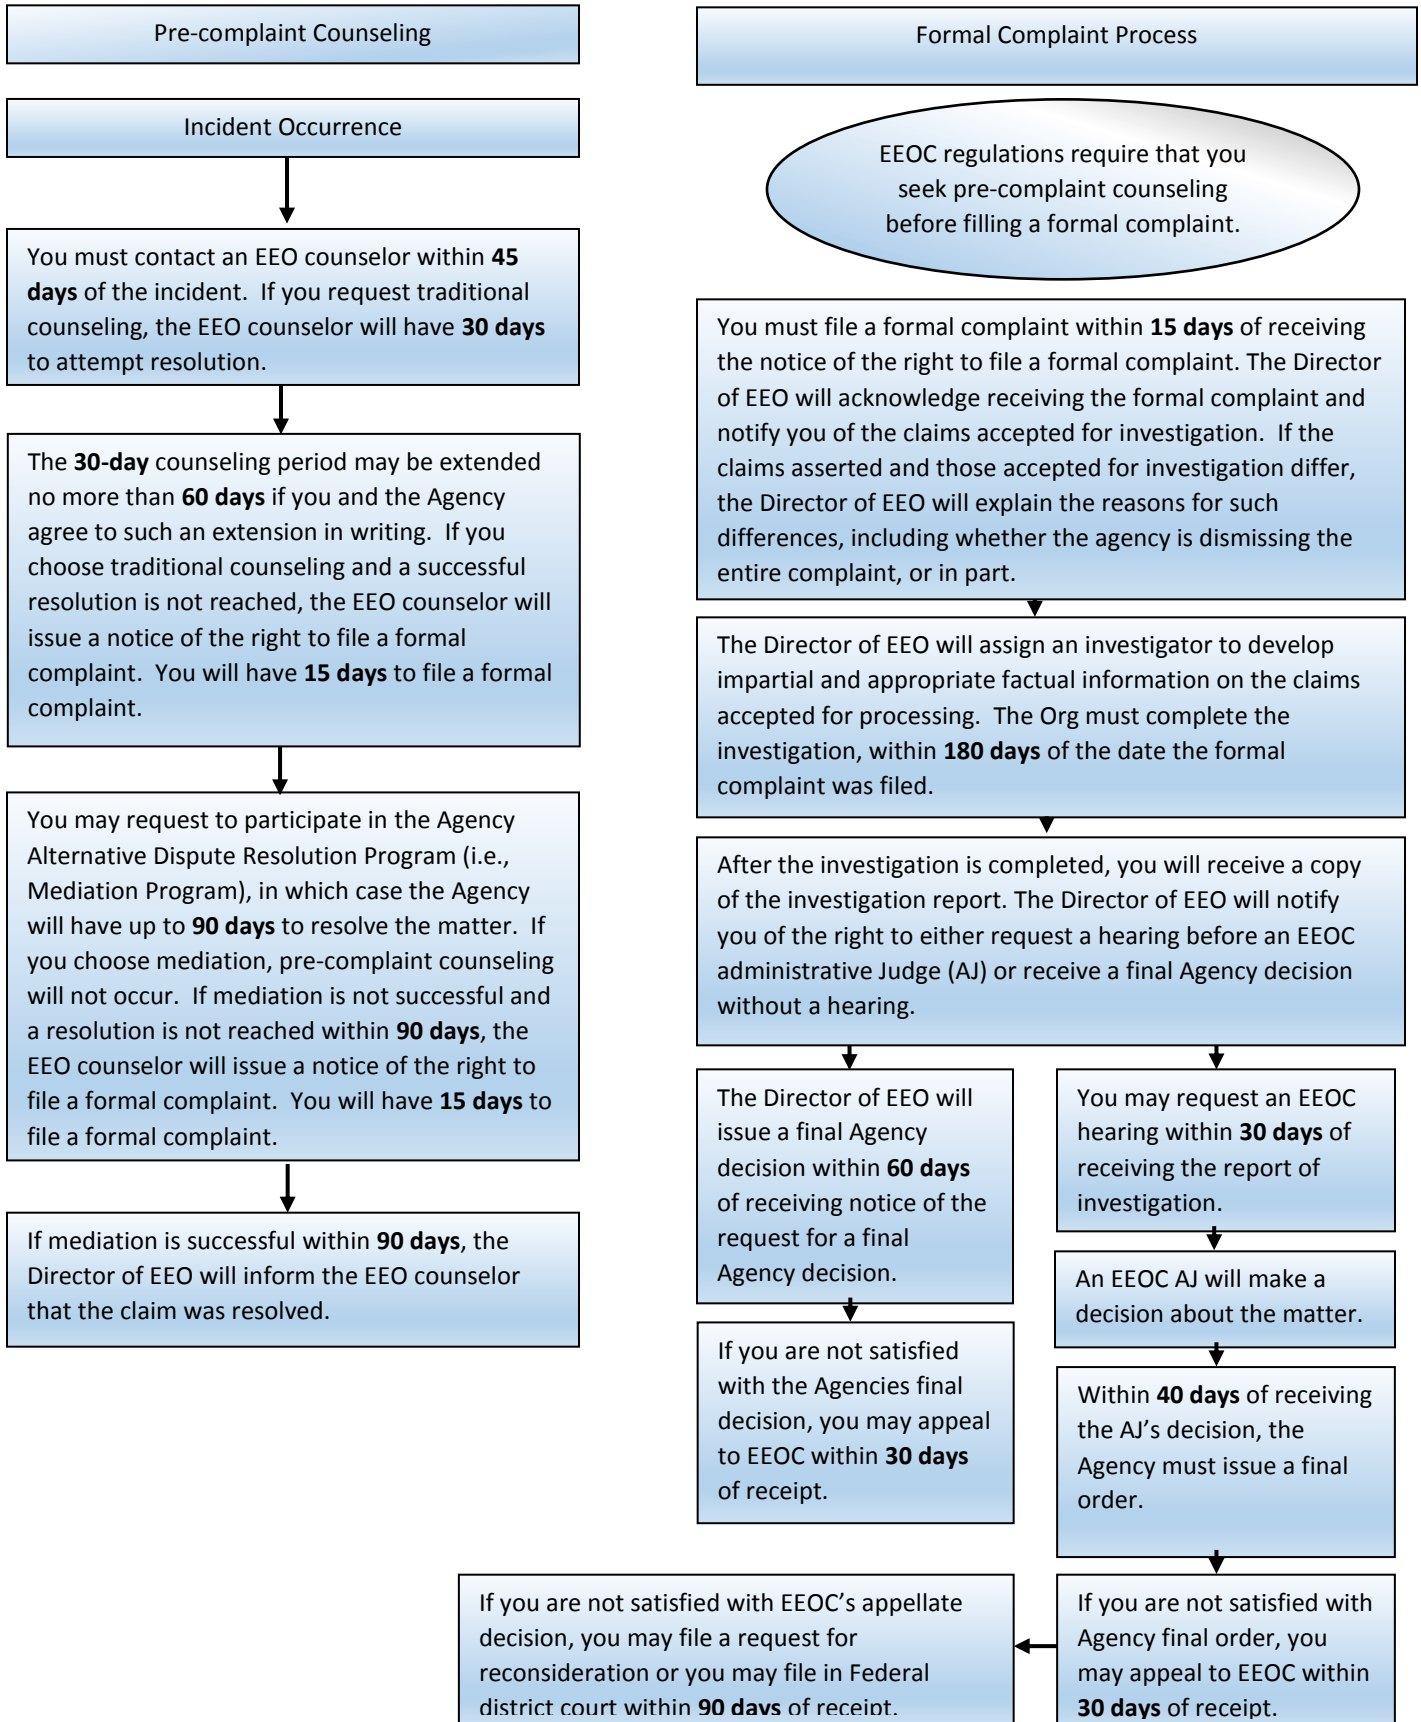 Pre-complaint Counseling
Incident Occurrence
You must contact an EEO counselor within 45
days of the incident.  If you request traditional
counseling, the EEO counselor will have 30 days
to attempt resolution.
The 30-day counseling period may be extended
no more than 60 days if you and the Agency
agree to such an extension in writing.  If you
choose traditional counseling and a successful
resolution is not reached, the EEO counselor will
issue a notice of the right to file a formal
complaint.  You will have 15 days to file a formal
complaint.
You may request to participate in the Agency
Alternative Dispute Resolution Program (i.e.,
Mediation Program), in which case the Agency
will have up to 90 days to resolve the matter.  If
you choose mediation, pre-complaint counseling
will not occur.  If mediation is not successful and
a resolution is not reached within 90 days, the
EEO counselor will issue a notice of the right to
file a formal complaint.  You will have 15 days to
file a formal complaint.
If mediation is successful within 90 days, the
Director of EEO will inform the EEO counselor
that the claim was resolved.
Formal Complaint Process
EEOC regulations require that you
seek pre-complaint counseling
before filling a formal complaint.
You must file a formal complaint within 15 days of receiving
the notice of the right to file a formal complaint. The Director
of EEO will acknowledge receiving the formal complaint and
notify you of the claims accepted for investigation.  If the
claims asserted and those accepted for investigation differ,
the Director of EEO will explain the reasons for such
differences, including whether the agency is dismissing the
entire complaint, or in part.
The Director of EEO will assign an investigator to develop
impartial and appropriate factual information on the claims
accepted for processing.  The Org must complete the
investigation, within 180 days of the date the formal
complaint was filed.
After the investigation is completed, you will receive a copy
of the investigation report. The Director of EEO will notify
you of the right to either request a hearing before an EEOC
administrative Judge (AJ) or receive a final Agency decision
without a hearing.
The Director of EEO will
issue a final Agency
decision within 60 days
of receiving notice of the
request for a final
Agency decision.
If you are not satisfied
with the Agencies final
decision, you may appeal
to EEOC within 30 days
of receipt.
You may request an EEOC
hearing within 30 days of
receiving the report of
investigation.
An EEOC AJ will make a
decision about the matter.
Within 40 days of receiving
the AJ’s decision, the
Agency must issue a final
order.
If you are not satisfied with
Agency final order, you
may appeal to EEOC within
30 days of receipt.
If you are not satisfied with EEOC’s appellate
decision, you may file a request for
reconsideration or you may file in Federal
district court within 90 days of receipt.